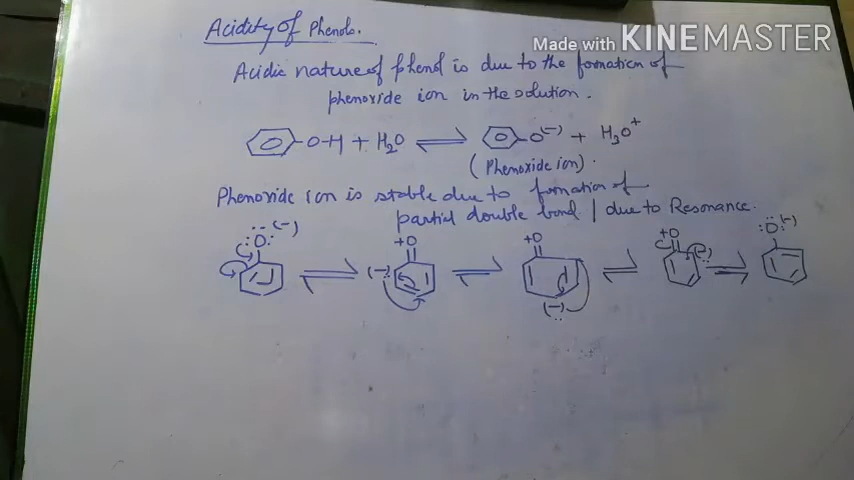 Made with KINEMASTER
Acidity of Phenols.
Acidic nature of phenol is due to the formation of
phenoxide ion in the solution.
-O-H + H2O ⇌ -O(-) + H3O+
(Phenoxide ion).
Phenoxide ion is stable due to formation of
partial double bond / due to Resonance.
:Ö:(-) ⇌ +O (-) ⇌ +O (-) ⇌ +O (-) ⇌ :Ö:(-)